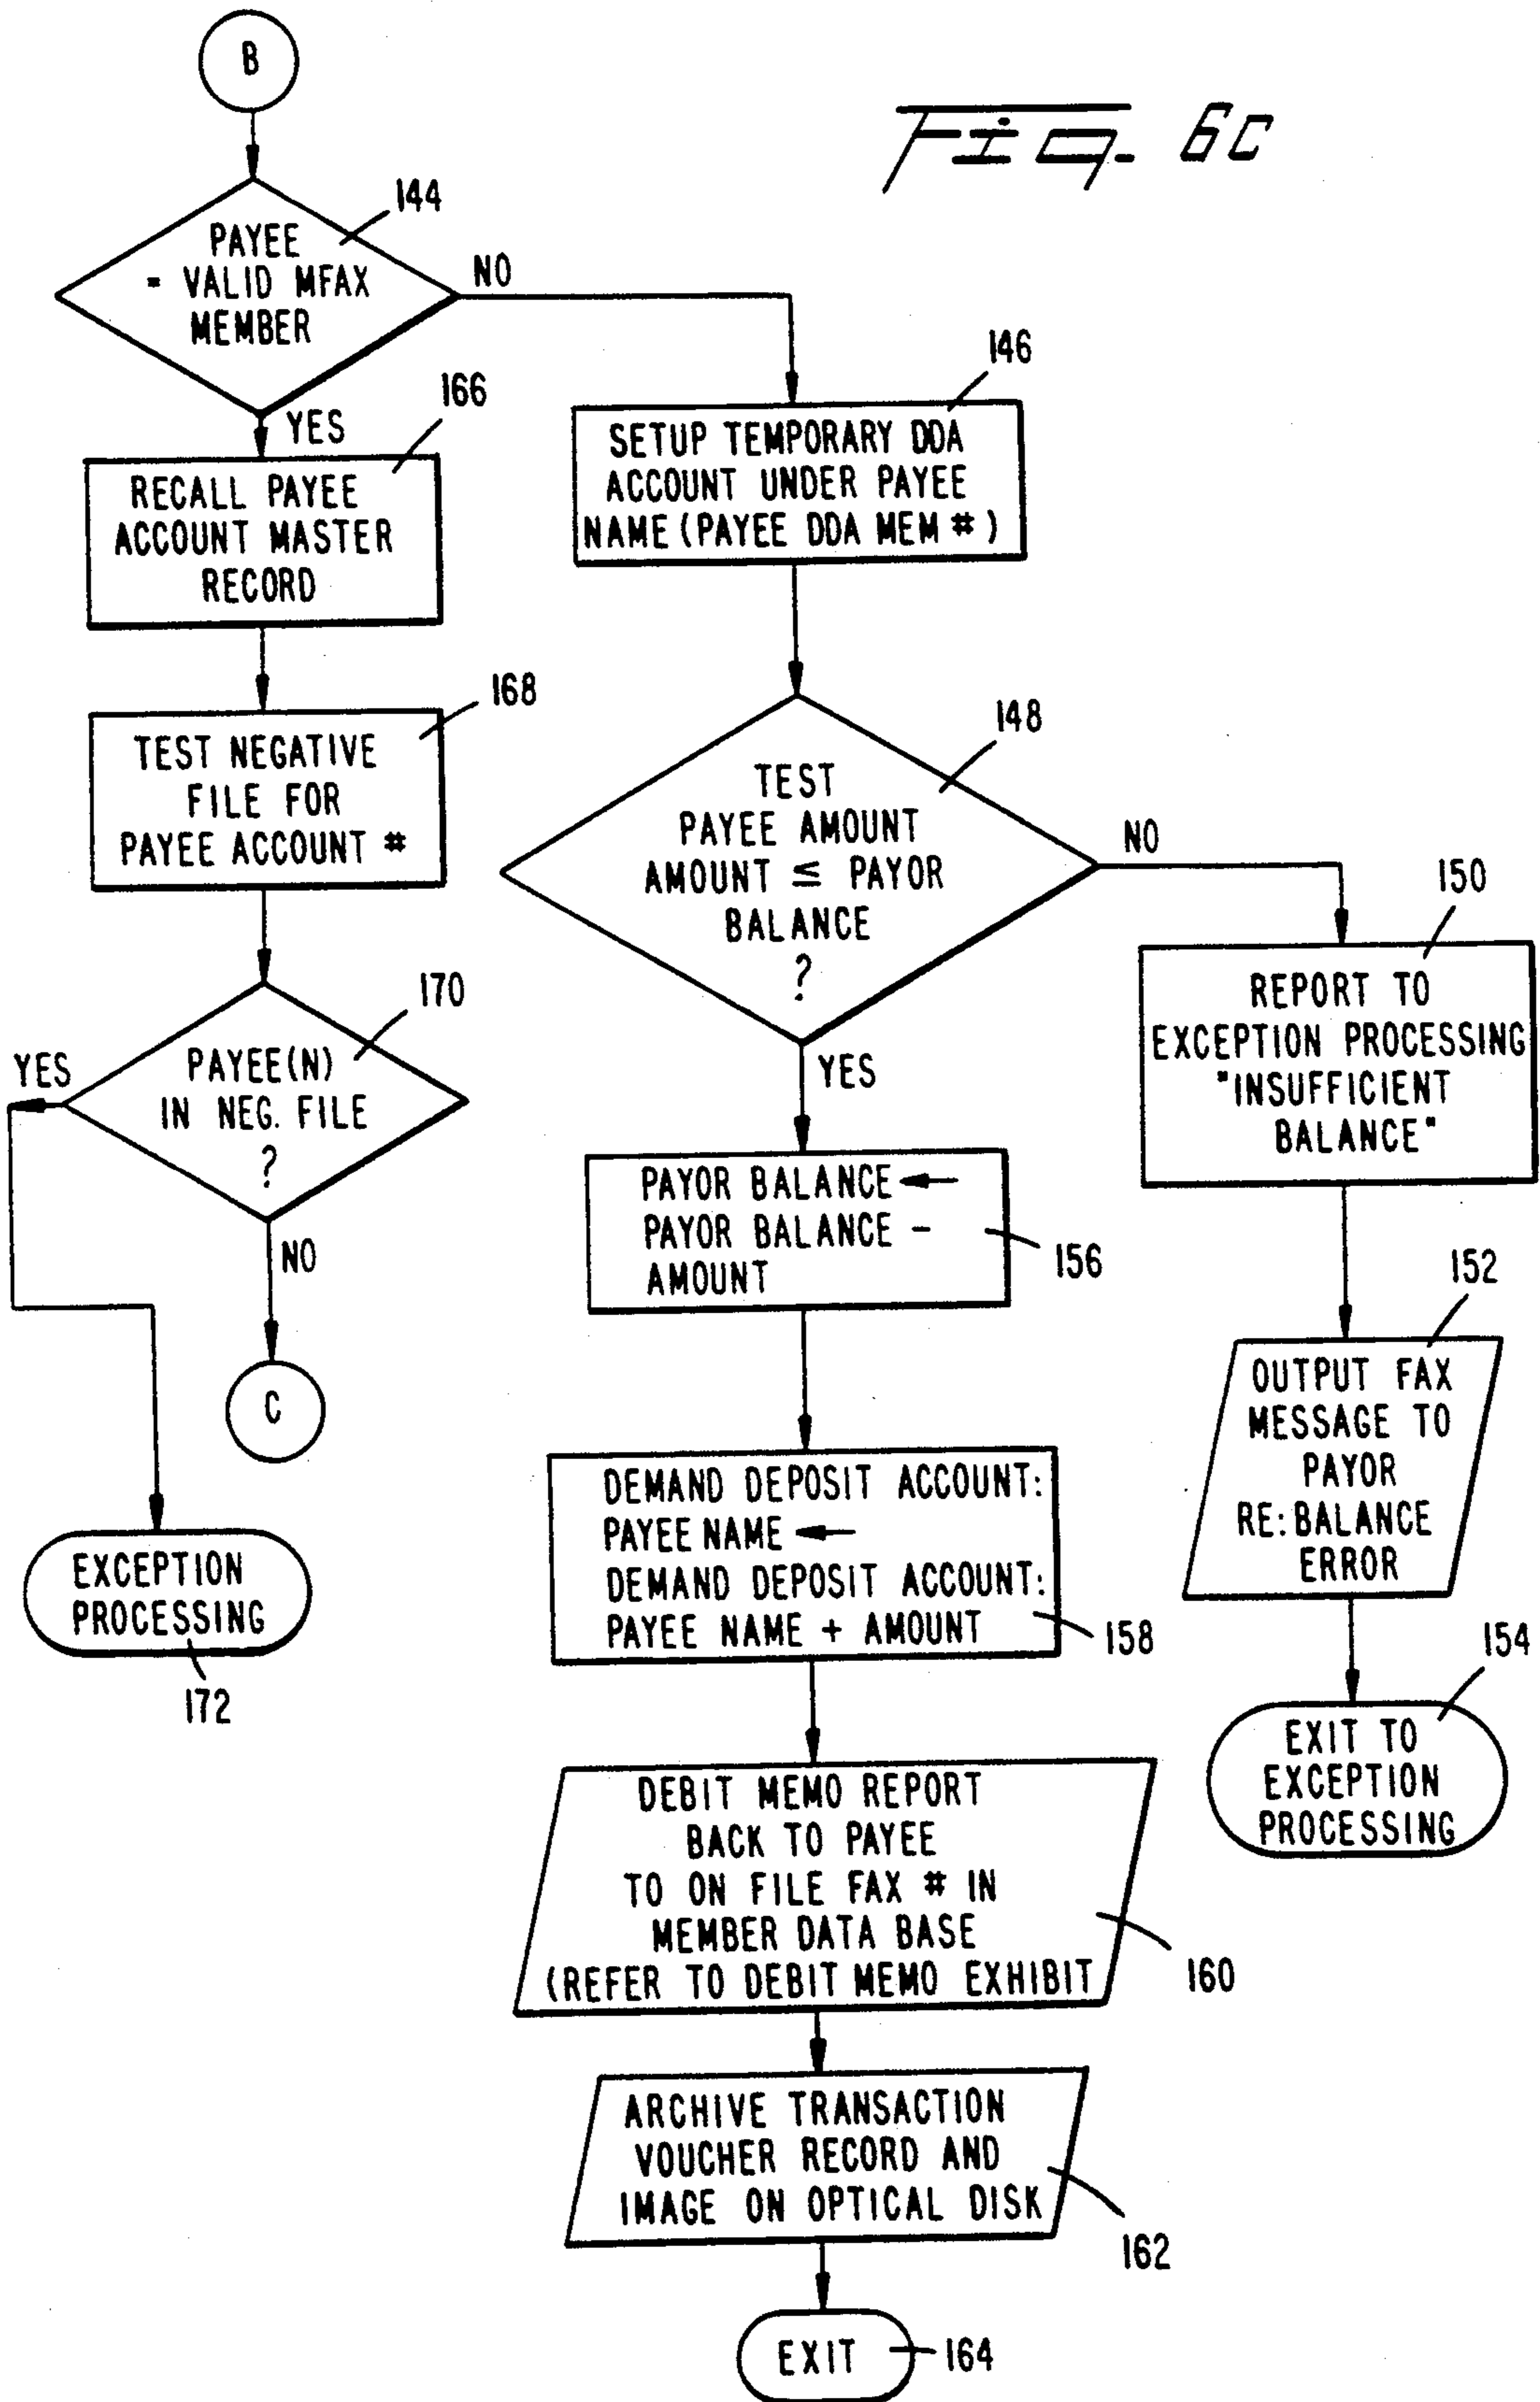 B
Fig. 6C
144
PAYEE
= VALID MFAX
MEMBER
NO
YES
166
RECALL PAYEE
ACCOUNT MASTER
RECORD
146
SETUP TEMPORARY DDA
ACCOUNT UNDER PAYEE
NAME (PAYEE DDA MEM #)
168
TEST NEGATIVE
FILE FOR
PAYEE ACCOUNT #
148
TEST
PAYEE AMOUNT
AMOUNT ≤ PAYOR
BALANCE
?
NO
YES
170
PAYEE(N)
IN NEG. FILE
?
YES
NO
C
EXCEPTION
PROCESSING
172
150
REPORT TO
EXCEPTION PROCESSING
"INSUFFICIENT
BALANCE"
PAYOR BALANCE ←
PAYOR BALANCE -
AMOUNT
156
152
OUTPUT FAX
MESSAGE TO
PAYOR
RE: BALANCE
ERROR
DEMAND DEPOSIT ACCOUNT:
PAYEE NAME ←
DEMAND DEPOSIT ACCOUNT:
PAYEE NAME + AMOUNT
158
154
EXIT TO
EXCEPTION
PROCESSING
DEBIT MEMO REPORT
BACK TO PAYEE
TO ON FILE FAX # IN
MEMBER DATA BASE
(REFER TO DEBIT MEMO EXHIBIT
160
ARCHIVE TRANSACTION
VOUCHER RECORD AND
IMAGE ON OPTICAL DISK
162
EXIT
164